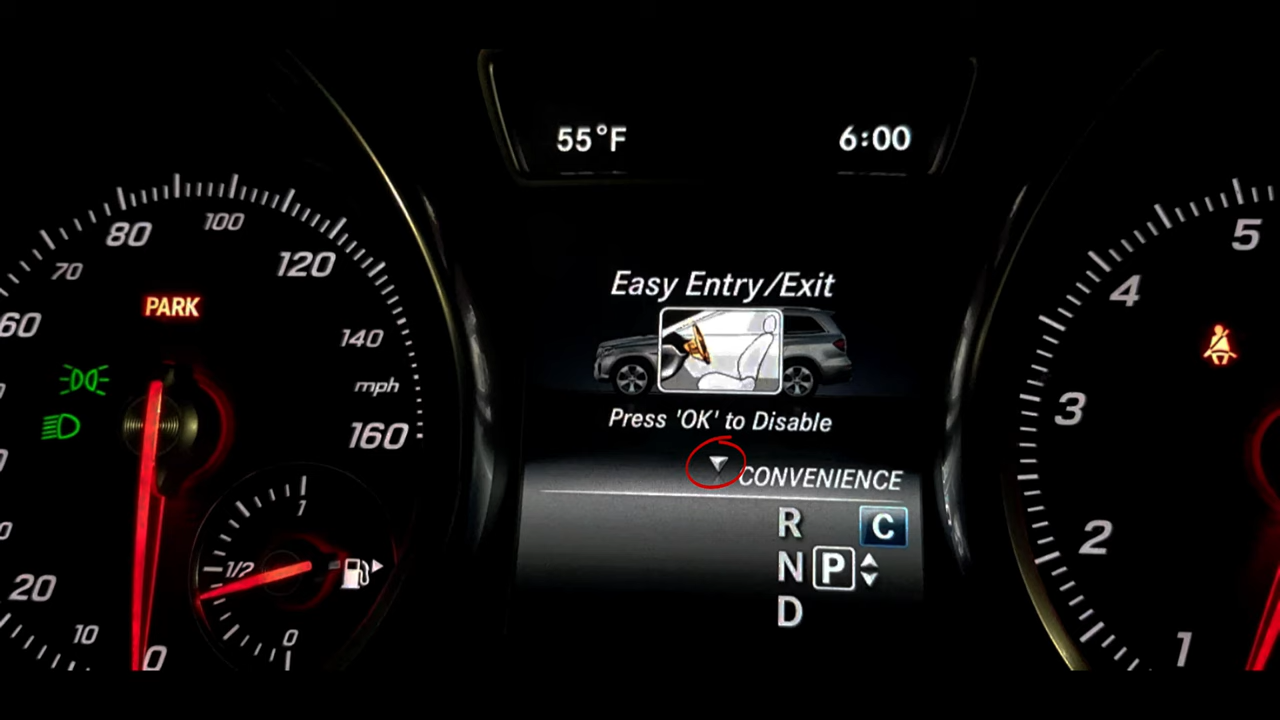 55°F 6:00
Easy Entry/Exit
Press 'OK' to Disable
CONVENIENCE
R C
N P
D
PARK
10
20
60
70
80
100
120
140
mph
160
1
1/2
0
0
1
2
3
4
5